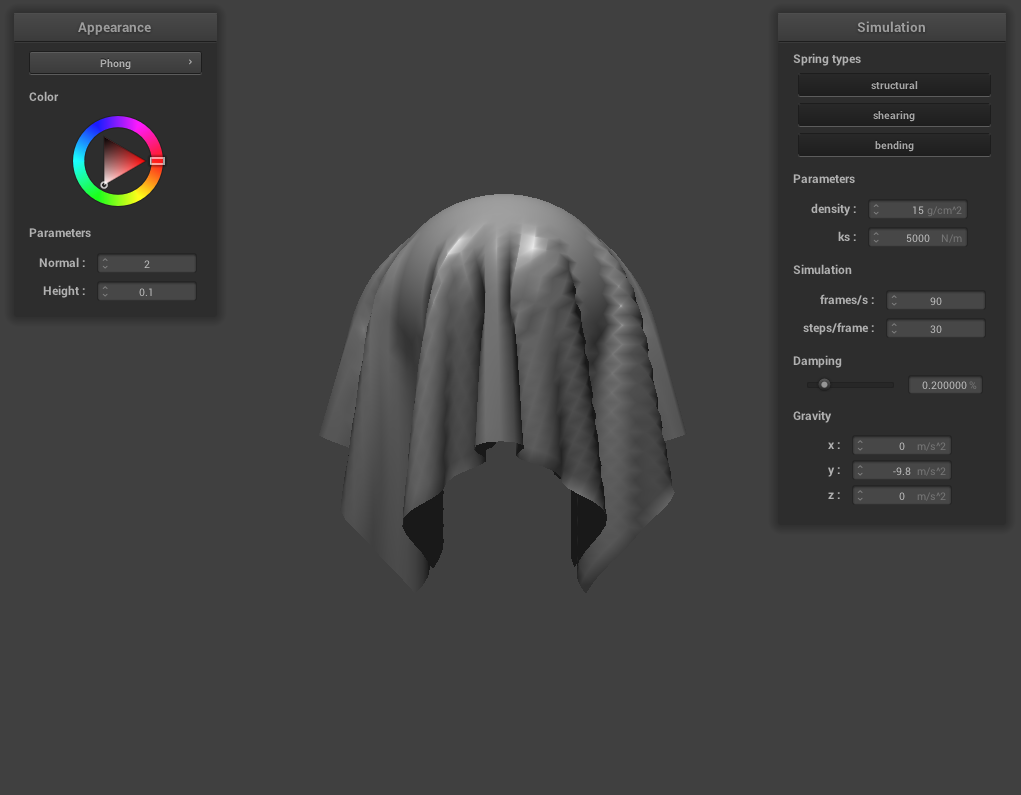 Appearance
Phong
Color
Parameters
Normal : 2
Height : 0.1
Simulation
Spring types
structural
shearing
bending
Parameters
density : 15 g/cm^2
ks : 5000 N/m
Simulation
frames/s : 90
steps/frame : 30
Damping
0.200000 %
Gravity
x : 0 m/s^2
y : -9.8 m/s^2
z : 0 m/s^2